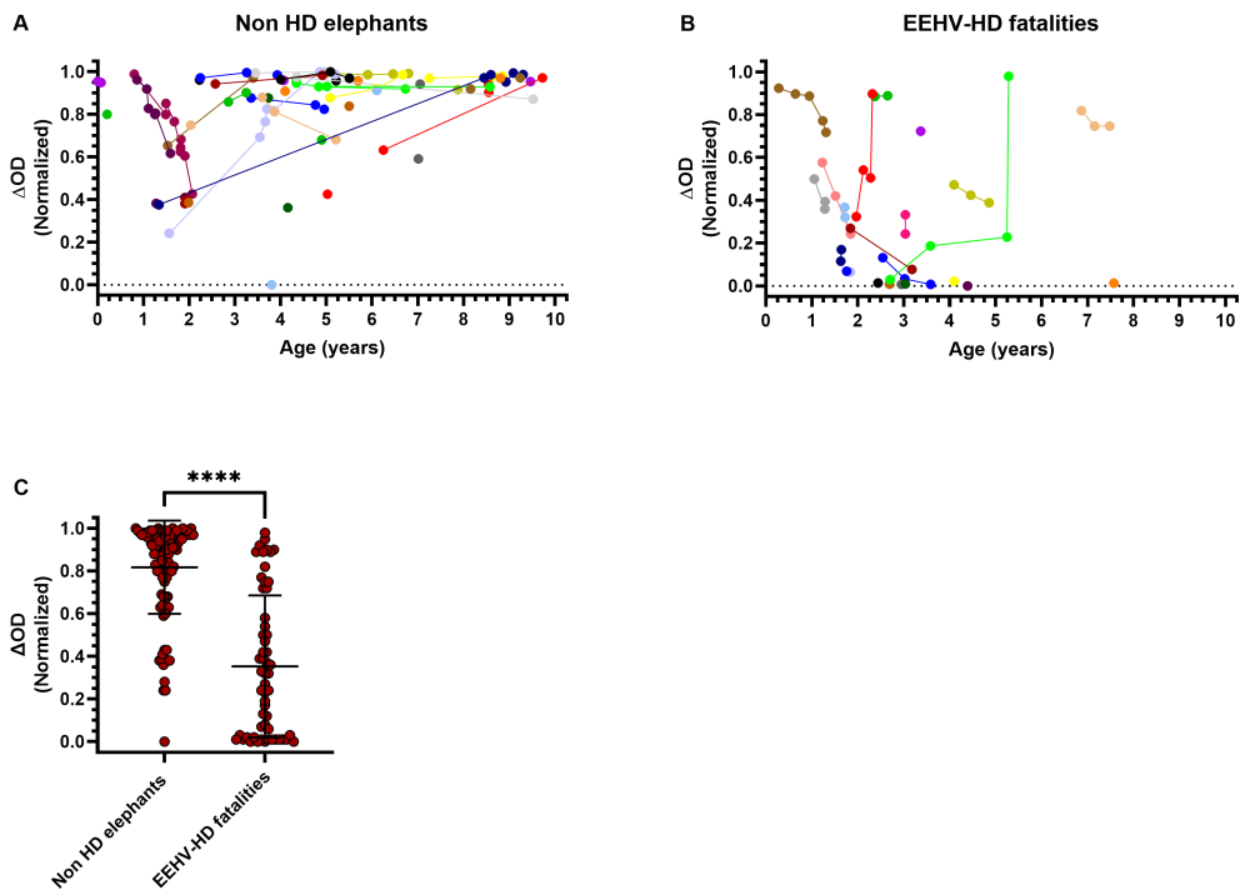 A
Non HD elephants
1.0
0.8
0.6
0.4
0.2
0.0
ΔOD
(Normalized)
0 1 2 3 4 5 6 7 8 9 10
Age (years)
B
EEHV-HD fatalities
1.0
0.8
0.6
0.4
0.2
0.0
ΔOD
(Normalized)
0 1 2 3 4 5 6 7 8 9 10
Age (years)
C
****
1.0
0.8
0.6
0.4
0.2
0.0
ΔOD
(Normalized)
Non HD elephants
EEHV-HD fatalities